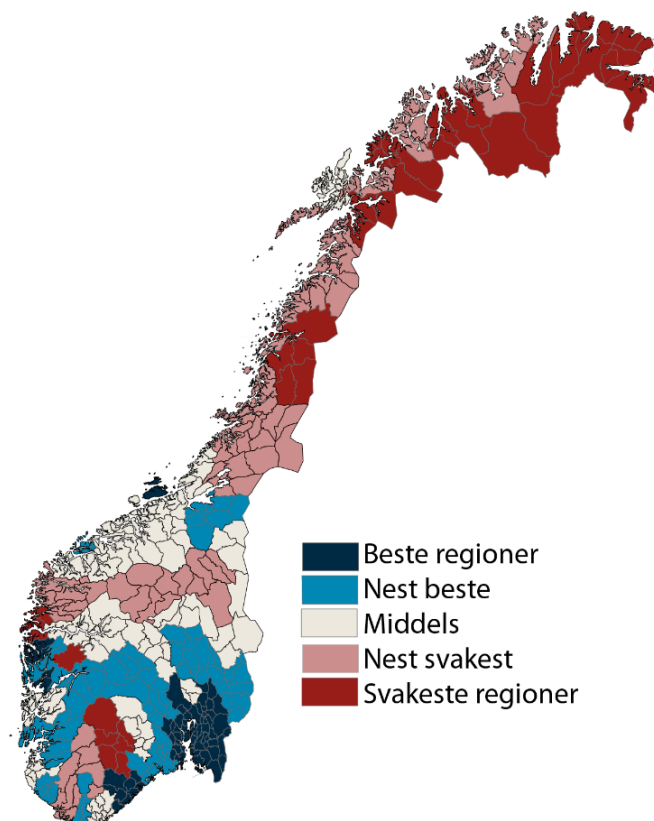 Beste regioner
Nest beste
Middels
Nest svakest
Svakeste regioner